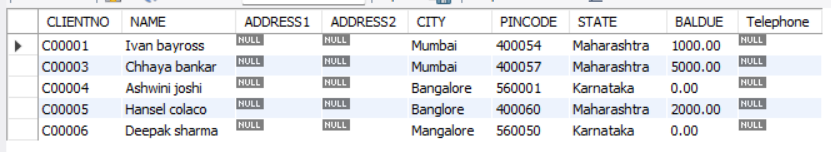 CLIENTNO NAME ADDRESS1 ADDRESS2 CITY PINCODE STATE BALDUE Telephone
C00001 Ivan bayross NULL NULL Mumbai 400054 Maharashtra 1000.00 NULL
C00003 Chhaya bankar NULL NULL Mumbai 400057 Maharashtra 5000.00 NULL
C00004 Ashwini joshi NULL NULL Bangalore 560001 Karnataka 0.00 NULL
C00005 Hansel colaco NULL NULL Banglore 400060 Maharashtra 2000.00 NULL
C00006 Deepak sharma NULL NULL Mangalore 560050 Karnataka 0.00 NULL